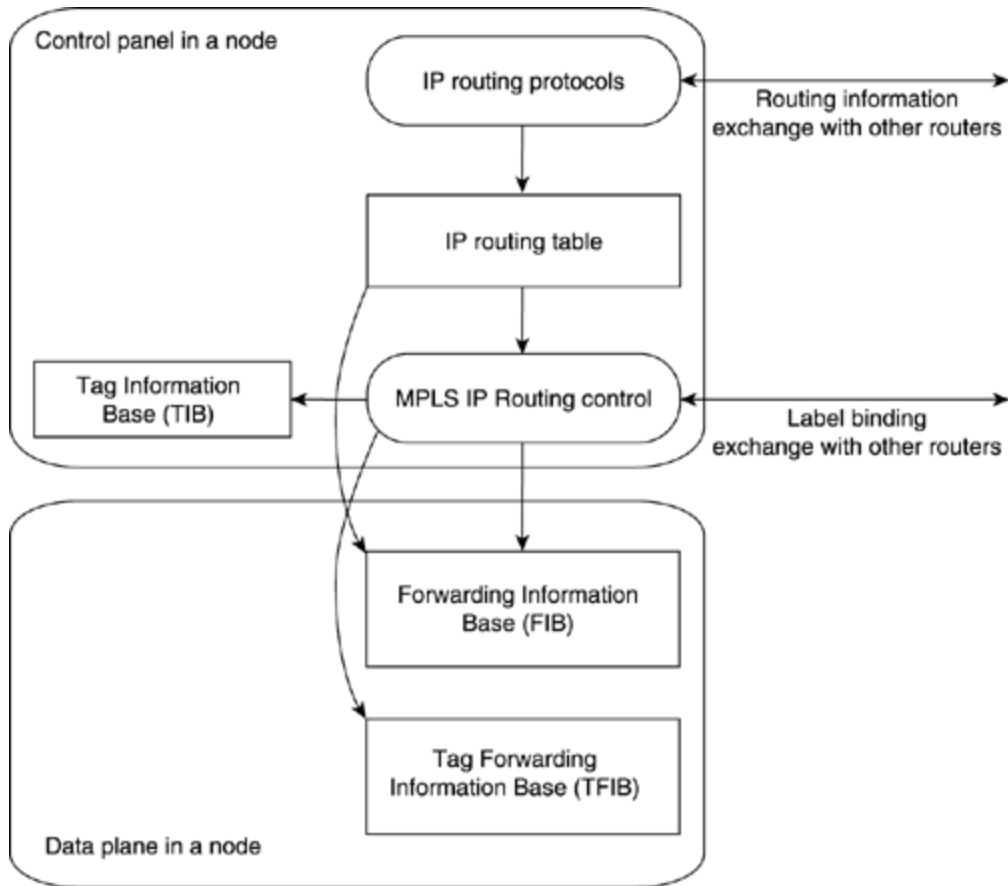 Control panel in a node
IP routing protocols
Routing information
exchange with other routers
IP routing table
Tag Information
Base (TIB)
MPLS IP Routing control
Label binding
exchange with other routers
Forwarding Information
Base (FIB)
Tag Forwarding
Information Base (TFIB)
Data plane in a node